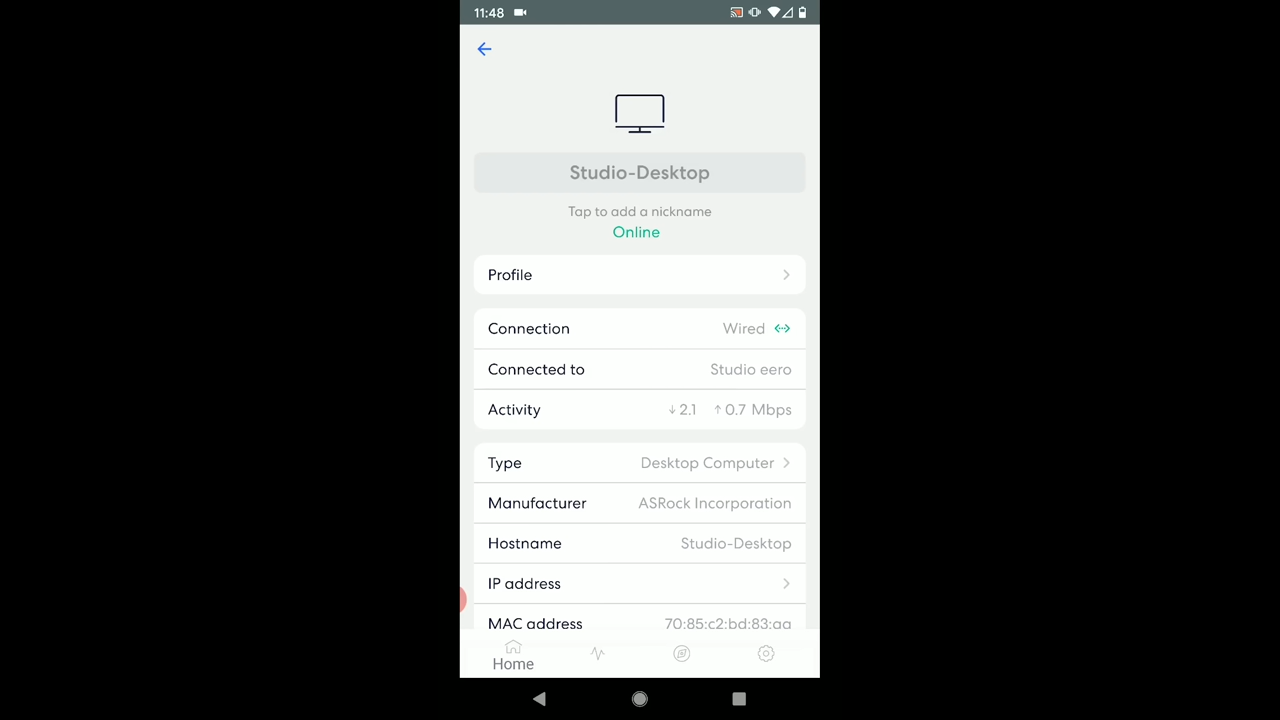 11:48
Studio-Desktop
Tap to add a nickname
Online
Profile
Connection Wired
Connected to Studio eero
Activity ↓ 2.1 ↑ 0.7 Mbps
Type Desktop Computer
Manufacturer ASRock Incorporation
Hostname Studio-Desktop
IP address
MAC address 70:85:c2:bd:83:aa
Home